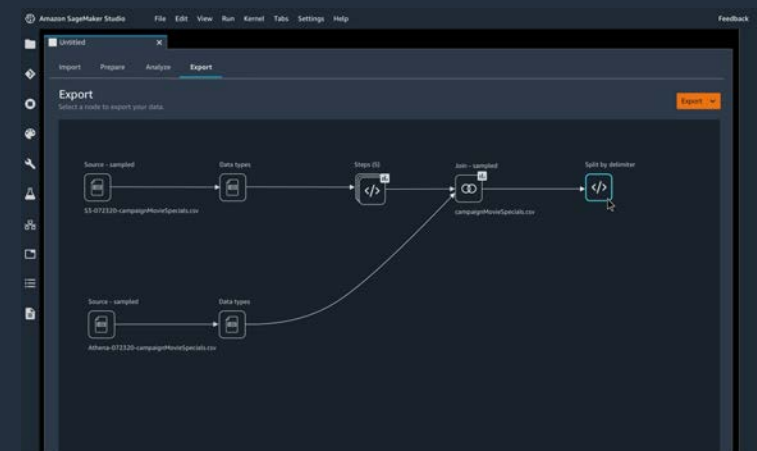 Amazon SageMaker Studio File Edit View Run Kernel Tabs Settings Help Feedback
Untitled X
Import Prepare Analyze Export
Export
Select a node to export your data.
Export
Source - sampled Data types Steps (5) Join - sampled Split by delimiter
S3-072320-campaignMovieSpecials.csv campaignMovieSpecials.csv
Source - sampled Data types
Athena-072320-campaignMovieSpecials.csv